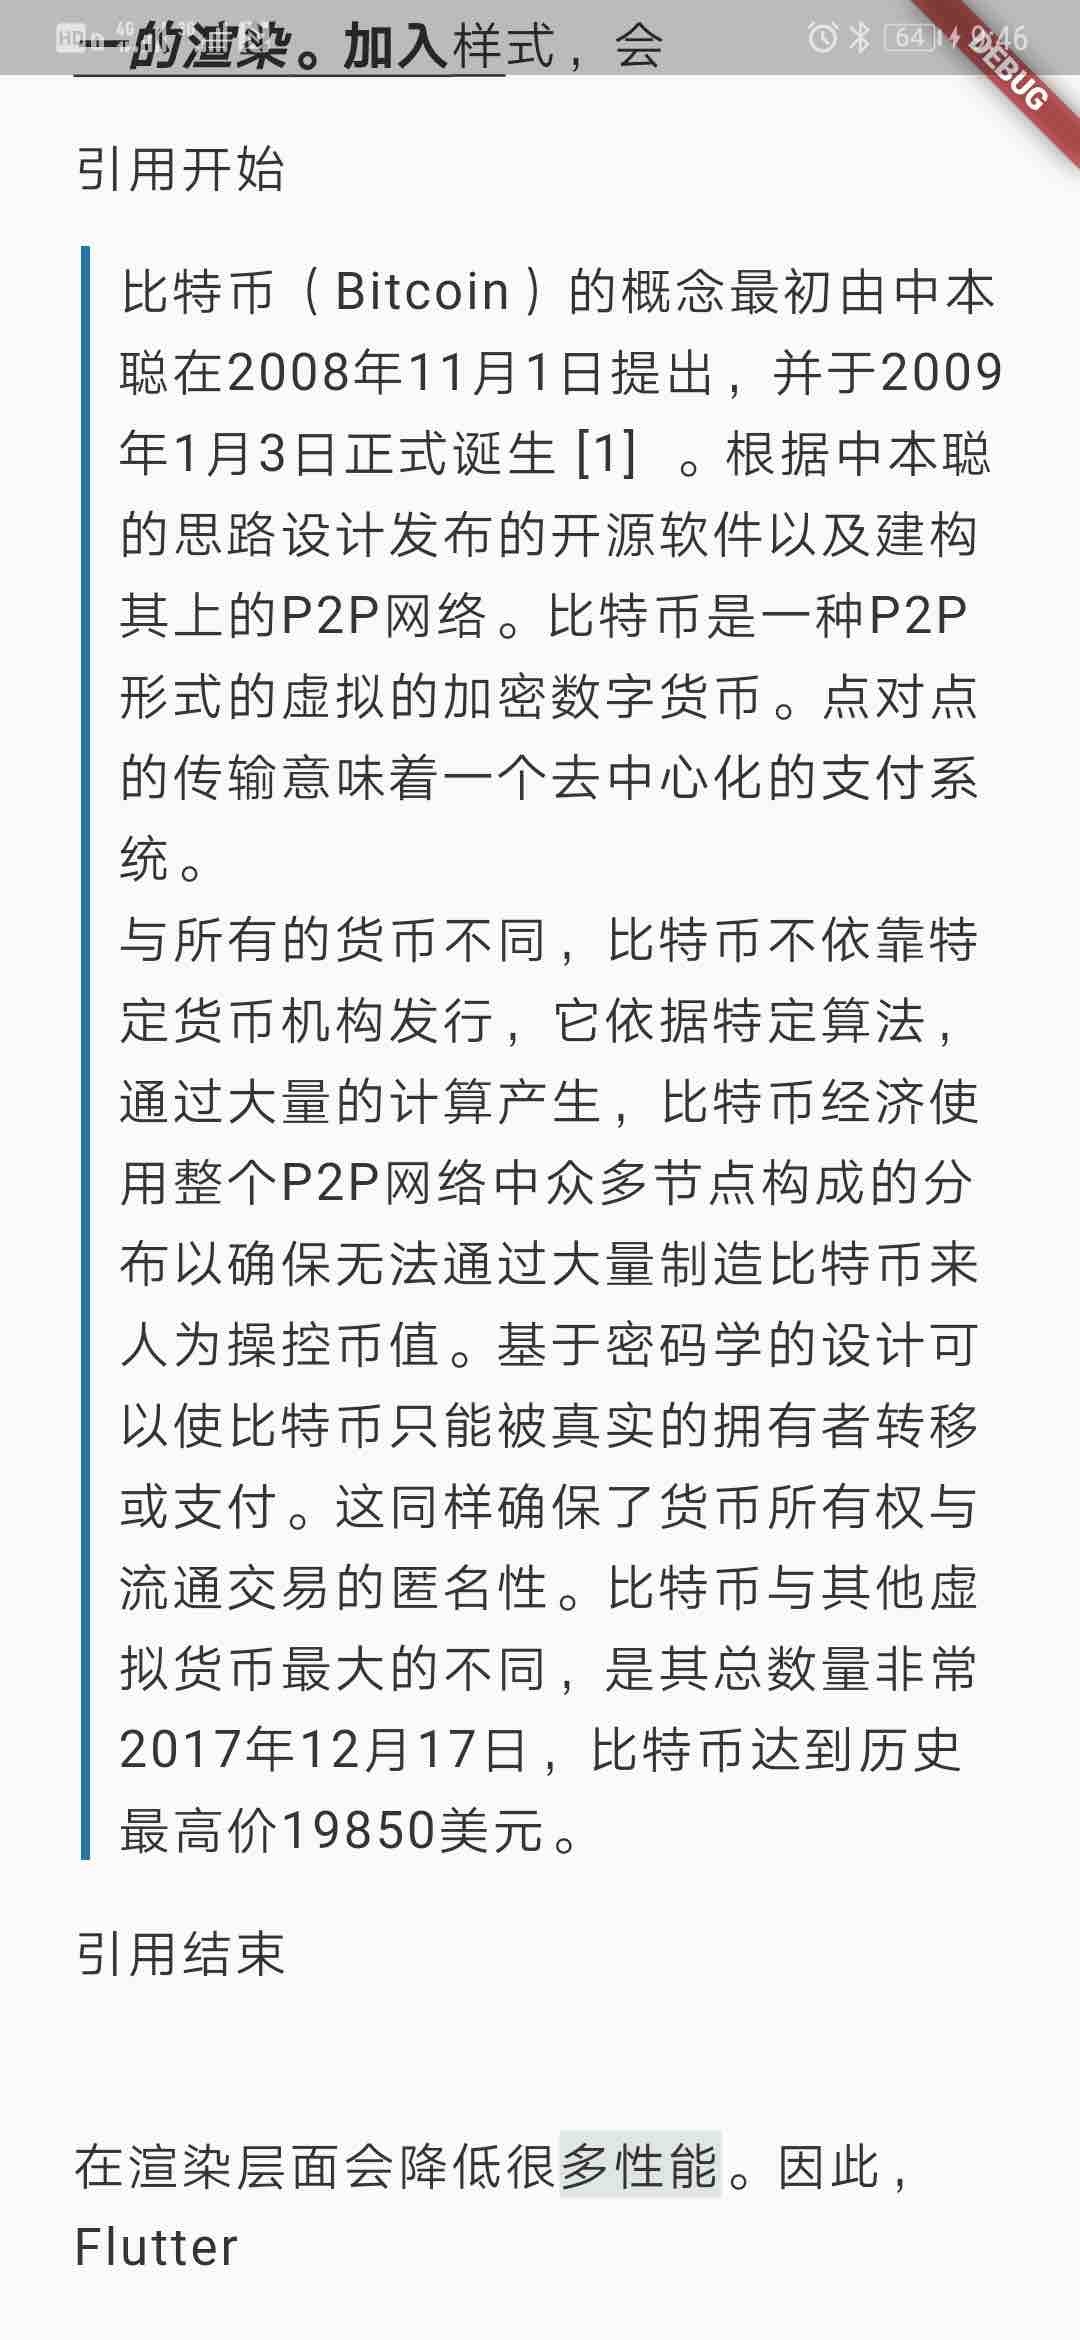 一的渲染。加入样式，会
HD 4G 3G 64 9:46
DEBUG
引用开始
比特币（Bitcoin）的概念最初由中本
聪在2008年11月1日提出，并于2009
年1月3日正式诞生 [1] 。根据中本聪
的思路设计发布的开源软件以及建构
其上的P2P网络。比特币是一种P2P
形式的虚拟的加密数字货币。点对点
的传输意味着一个去中心化的支付系
统。
与所有的货币不同，比特币不依靠特
定货币机构发行，它依据特定算法，
通过大量的计算产生，比特币经济使
用整个P2P网络中众多节点构成的分
布以确保无法通过大量制造比特币来
人为操控币值。基于密码学的设计可
以使比特币只能被真实的拥有者转移
或支付。这同样确保了货币所有权与
流通交易的匿名性。比特币与其他虚
拟货币最大的不同，是其总数量非常
2017年12月17日，比特币达到历史
最高价19850美元。
引用结束
在渲染层面会降低很多性能。因此，
Flutter